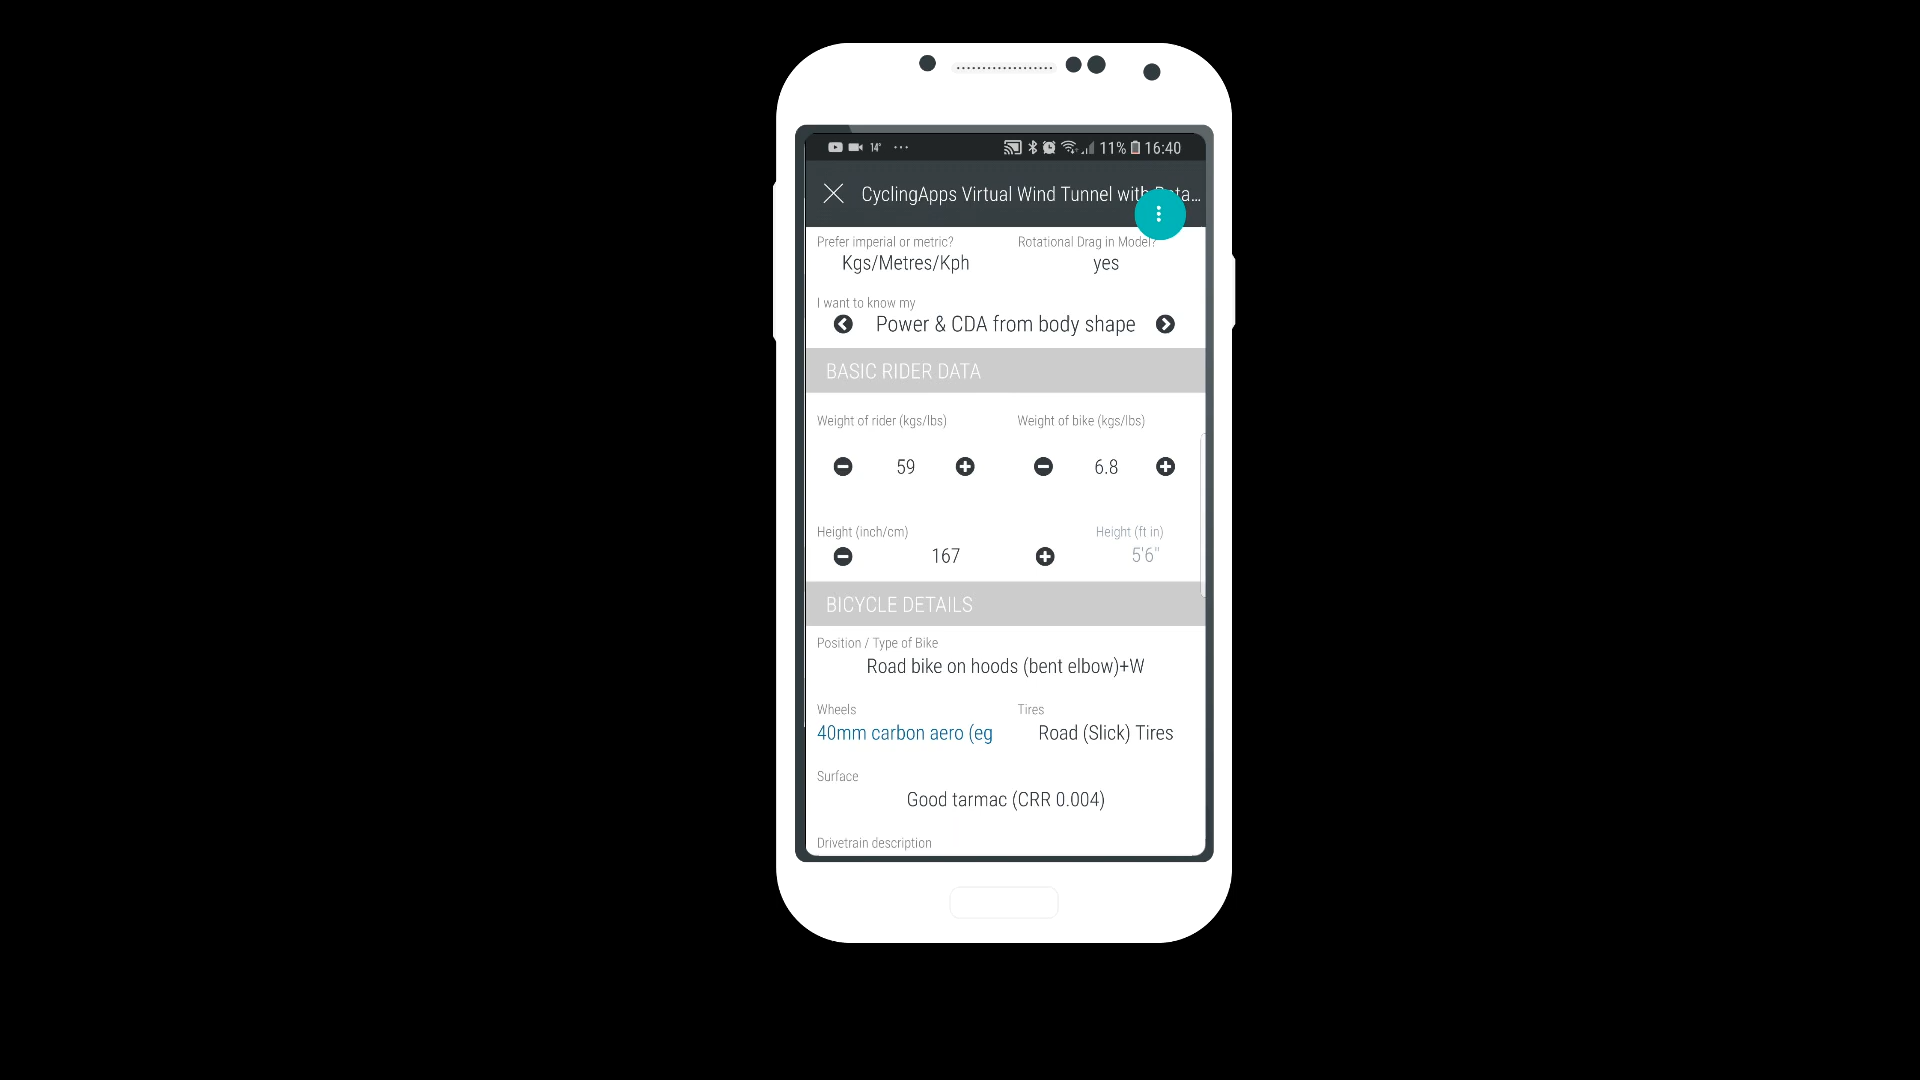 14° 11% 16:40
CyclingApps Virtual Wind Tunnel with Rota...
Prefer imperial or metric? Rotational Drag in Model?
Kgs/Metres/Kph yes
I want to know my
Power & CDA from body shape
BASIC RIDER DATA
Weight of rider (kgs/lbs) Weight of bike (kgs/lbs)
59 6.8
Height (inch/cm) Height (ft in)
167 5'6"
BICYCLE DETAILS
Position / Type of Bike
Road bike on hoods (bent elbow)+W
Wheels Tires
40mm carbon aero (eg Road (Slick) Tires
Surface
Good tarmac (CRR 0.004)
Drivetrain description